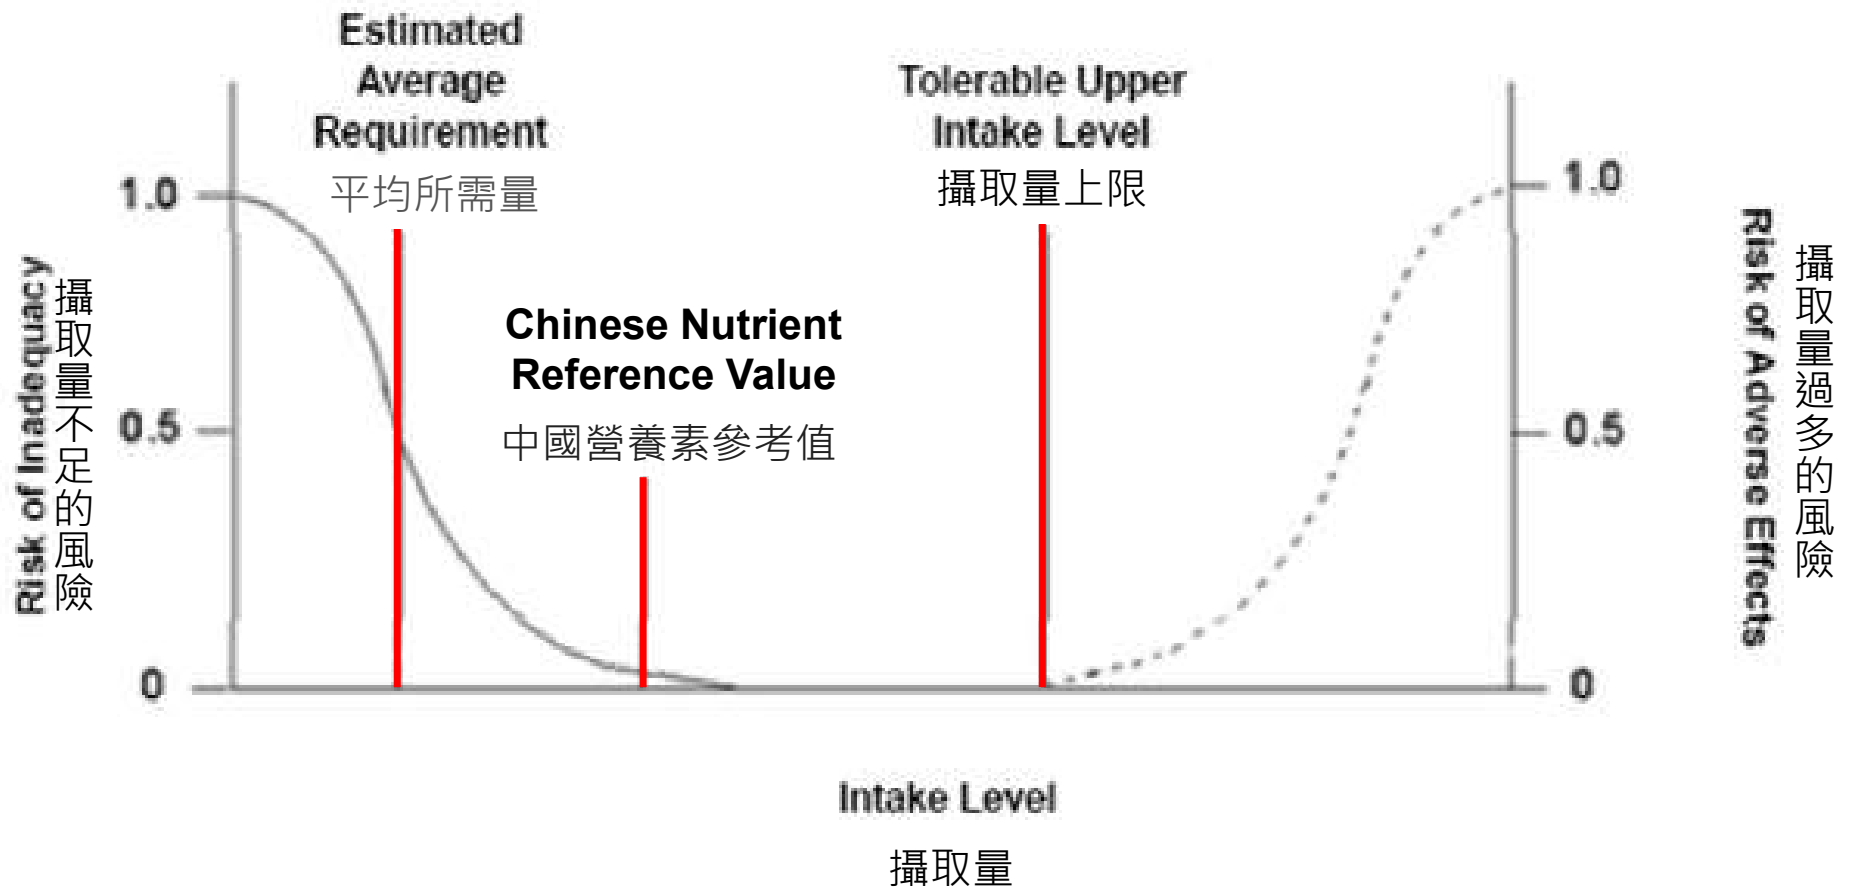 Estimated
Average
Requirement
平均所需量
Tolerable Upper
Intake Level
攝取量上限
1.0
1.0
Chinese Nutrient
Reference Value
中國營養素參考值
0.5
0.5
0
0
Risk of Inadequacy
攝取量不足的風險
Risk of Adverse Effects
攝取量過多的風險
Intake Level
攝取量